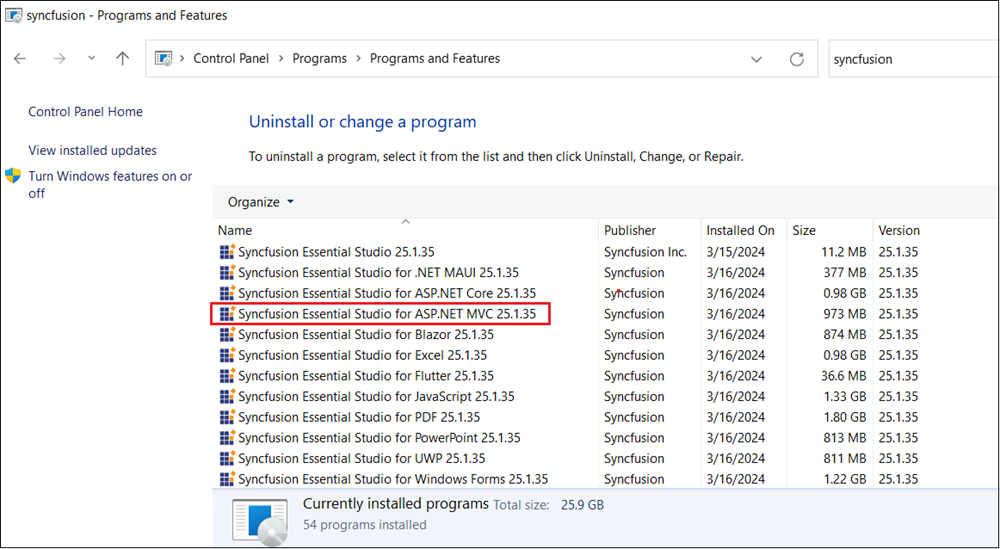 syncfusion - Programs and Features
Control Panel > Programs > Programs and Features
syncfusion
Control Panel Home
View installed updates
Turn Windows features on or
off
Uninstall or change a program
To uninstall a program, select it from the list and then click Uninstall, Change, or Repair.
Organize
Name Publisher Installed On Size Version
Syncfusion Essential Studio 25.1.35 Syncfusion Inc. 3/15/2024 11.2 MB 25.1.35
Syncfusion Essential Studio for .NET MAUI 25.1.35 Syncfusion 3/16/2024 377 MB 25.1.35
Syncfusion Essential Studio for ASP.NET Core 25.1.35 Syncfusion 3/16/2024 0.98 GB 25.1.35
Syncfusion Essential Studio for ASP.NET MVC 25.1.35 Syncfusion 3/16/2024 973 MB 25.1.35
Syncfusion Essential Studio for Blazor 25.1.35 Syncfusion 3/16/2024 874 MB 25.1.35
Syncfusion Essential Studio for Excel 25.1.35 Syncfusion 3/16/2024 0.98 GB 25.1.35
Syncfusion Essential Studio for Flutter 25.1.35 Syncfusion 3/16/2024 36.6 MB 25.1.35
Syncfusion Essential Studio for JavaScript 25.1.35 Syncfusion 3/16/2024 1.33 GB 25.1.35
Syncfusion Essential Studio for PDF 25.1.35 Syncfusion 3/16/2024 1.80 GB 25.1.35
Syncfusion Essential Studio for PowerPoint 25.1.35 Syncfusion 3/16/2024 813 MB 25.1.35
Syncfusion Essential Studio for UWP 25.1.35 Syncfusion 3/16/2024 811 MB 25.1.35
Syncfusion Essential Studio for Windows Forms 25.1.35 Syncfusion 3/16/2024 1.22 GB 25.1.35
Currently installed programs Total size: 25.9 GB
54 programs installed